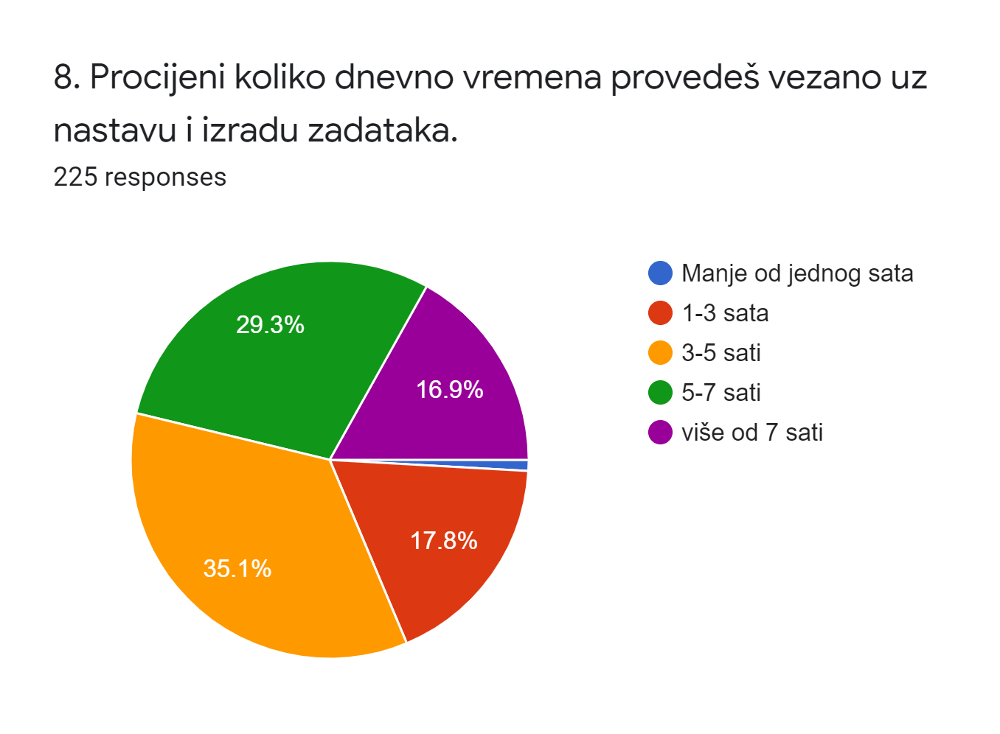 8. Procijeni koliko dnevno vremena provedeš vezano uz
nastavu i izradu zadataka.
225 responses
Manje od jednog sata
1-3 sata
3-5 sati
5-7 sati
više od 7 sati
29.3%
16.9%
17.8%
35.1%